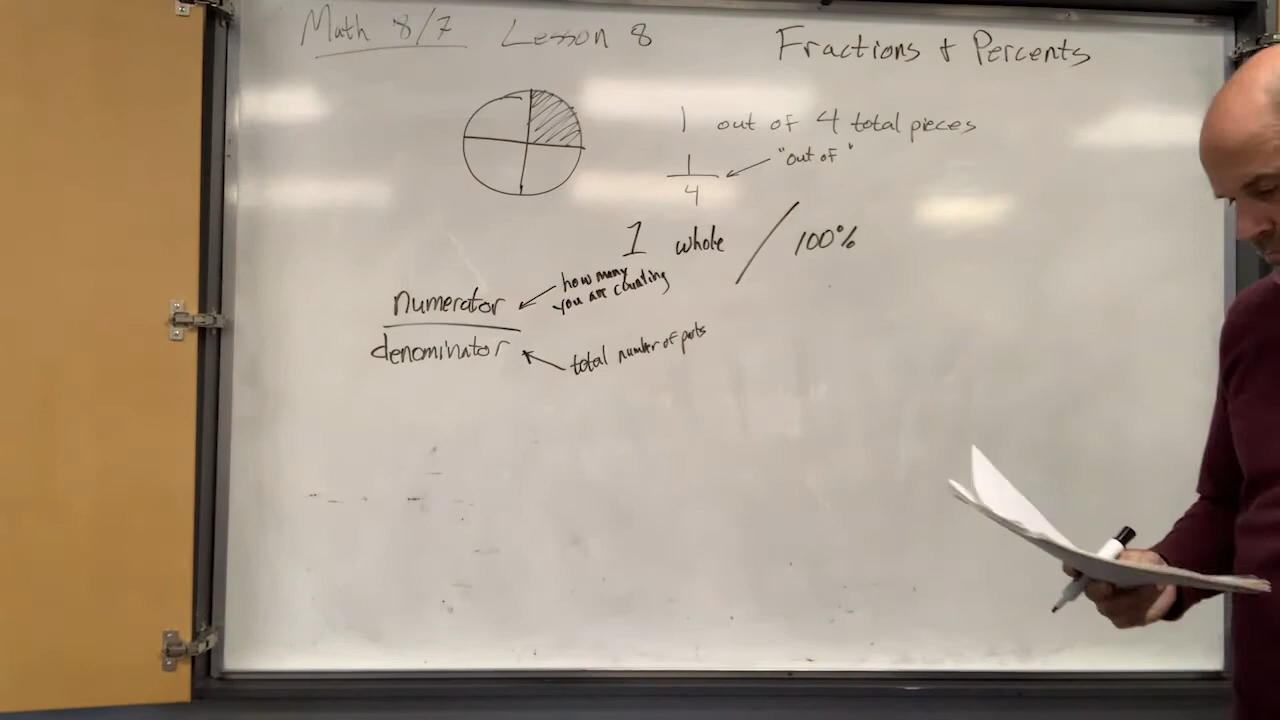 Math 8/7 Lesson 8
Fractions + Percents
1 out of 4 total pieces
1
"out of"
4
1 whole / 100%
how many
you are counting
numerator
denominator
total number of parts